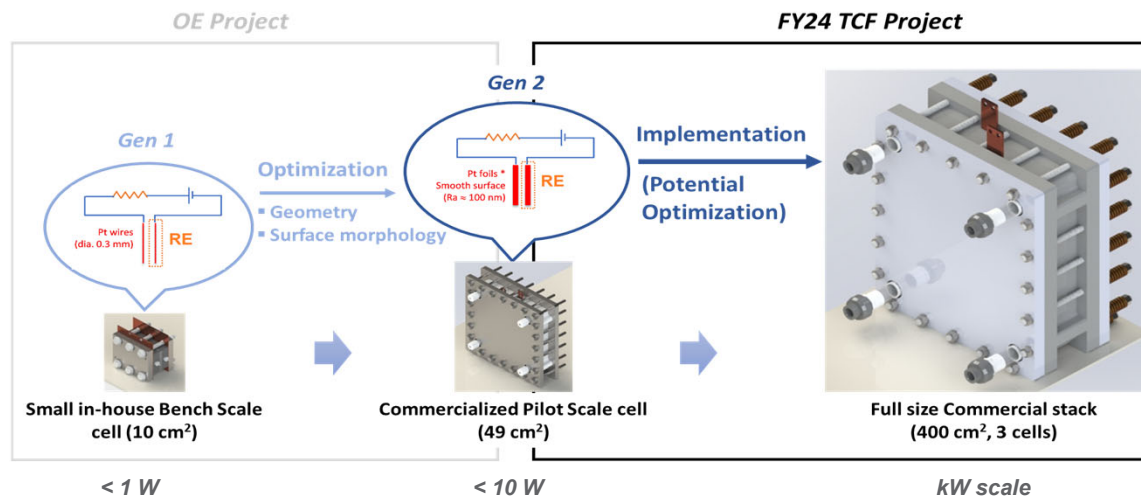 OE Project
FY24 TCF Project
Gen 1
Pt wires
(dia. 0.3 mm)
RE
Optimization
▪ Geometry
▪ Surface morphology
Gen 2
Pt foils *
Smooth surface
(Ra ≈ 100 nm)
RE
Implementation
(Potential
Optimization)
Small in-house Bench Scale
cell (10 cm²)
Commercialized Pilot Scale cell
(49 cm²)
Full size Commercial stack
(400 cm², 3 cells)
< 1 W
< 10 W
kW scale